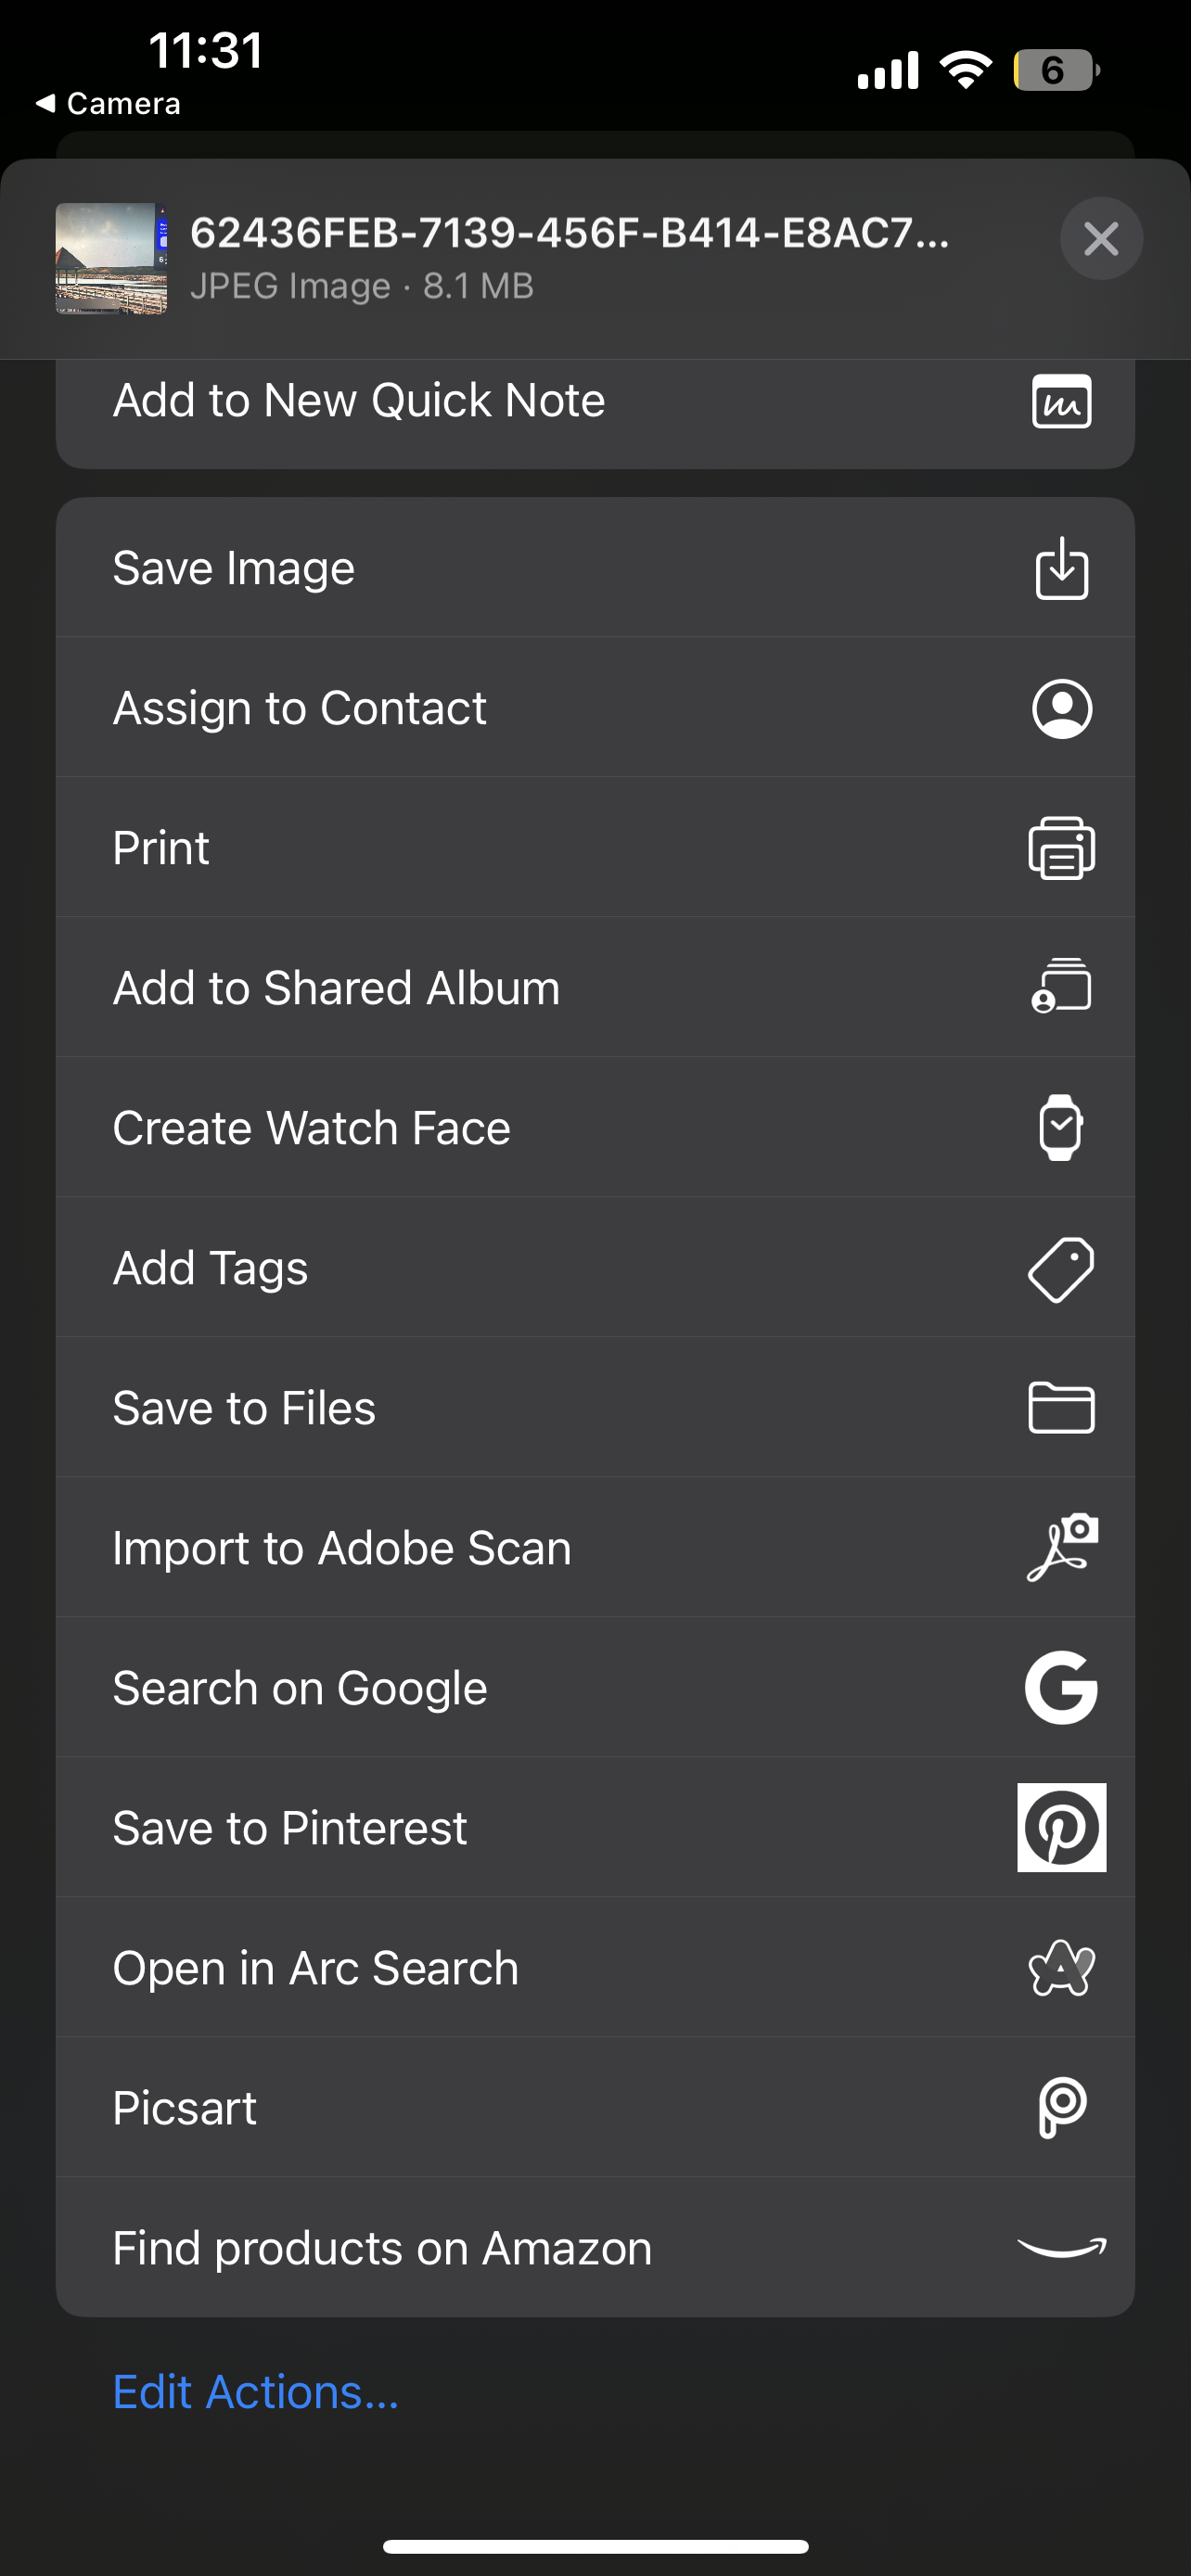 11:31
6
Camera
62436FEB-7139-456F-B414-E8AC7...
JPEG Image · 8.1 MB
Add to New Quick Note
Save Image
Assign to Contact
Print
Add to Shared Album
Create Watch Face
Add Tags
Save to Files
Import to Adobe Scan
Search on Google
Save to Pinterest
Open in Arc Search
Picsart
Find products on Amazon
Edit Actions...